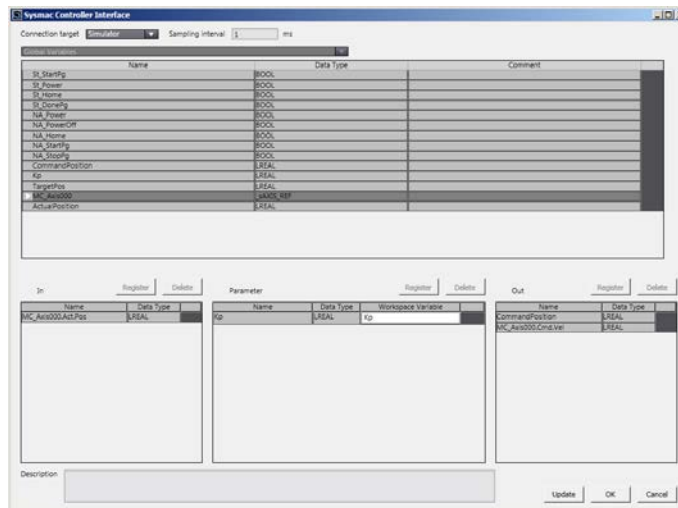 Sysmac Controller Interface
Connection target Simulator Sampling interval 1 ms
Global Variables
Name Data Type Comment
St_StartPg BOOL
St_Power BOOL
St_Home BOOL
St_DonePg BOOL
NA_Power BOOL
NA_PowerOff BOOL
NA_Home BOOL
NA_StartPg BOOL
NA_StopPg BOOL
CommandPosition LREAL
Kp LREAL
TargetPos LREAL
MC_Axis000 _sAXIS_REF
ActualPosition LREAL
In Register Delete Parameter Register Delete Out Register Delete
Name Data Type Name Data Type Workspace Variable Name Data Type
MC_Axis000.Act.Pos LREAL Kp LREAL Kp CommandPosition LREAL
MC_Axis000.Cmd.Vel LREAL
Description
Update OK Cancel